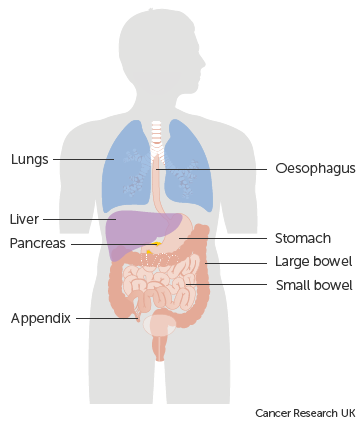 Lungs
Oesophagus
Liver
Pancreas
Stomach
Large bowel
Small bowel
Appendix
Cancer Research UK